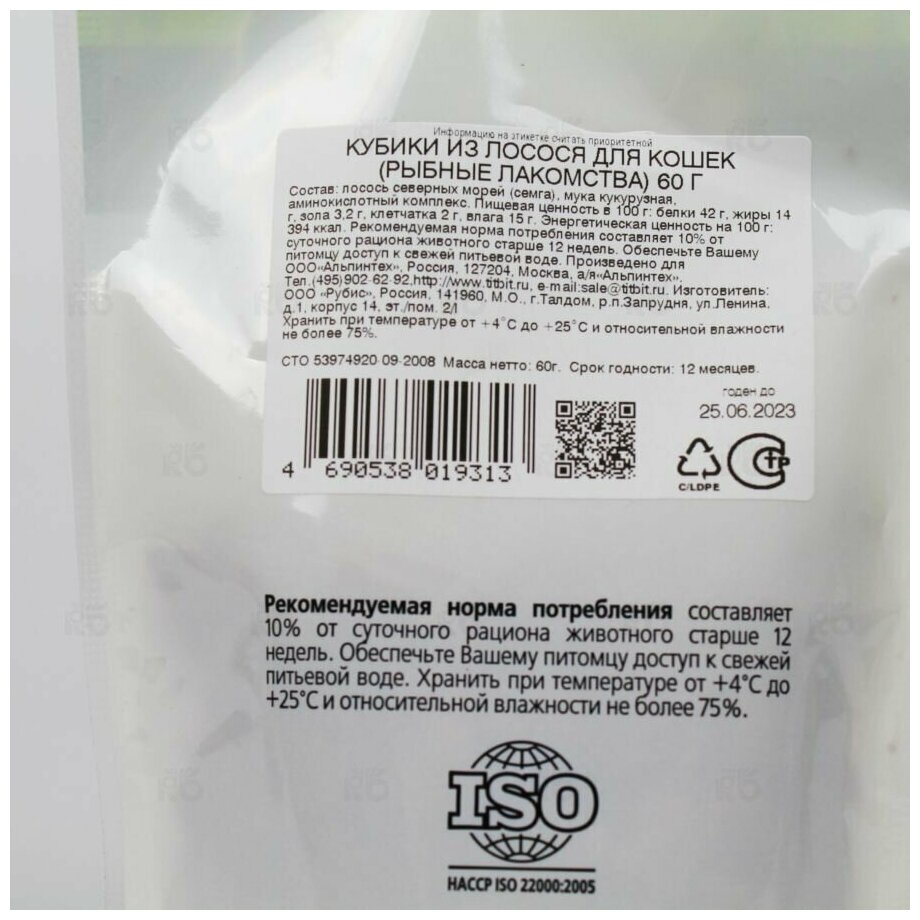 Информацию на этикетке считать приоритетной
КУБИКИ ИЗ ЛОСОСЯ ДЛЯ КОШЕК
(РЫБНЫЕ ЛАКОМСТВА) 60 Г
Состав: лосось северных морей (семга), мука кукурузная,
аминокислотный комплекс. Пищевая ценность в 100 г: белки 42 г, жиры 14
г, зола 3,2 г, клетчатка 2 г, влага 15 г. Энергетическая ценность на 100 г:
394 ккал. Рекомендуемая норма потребления составляет 10% от
суточного рациона животного старше 12 недель. Обеспечьте Вашему
питомцу доступ к свежей питьевой воде. Произведено для
ООО«Альпинтех», Россия, 127204, Москва, а/я«Альпинтех».
Тел.(495)902-62-92,http://www.titbit.ru, e-mail:sale@titbit.ru. Изготовитель:
ООО «Рубис», Россия, 141960, М.О., г.Талдом, р.п.Запрудня, ул.Ленина,
д.1, корпус 14, эт./пом. 2/I
Хранить при температуре от +4°С до +25°С и относительной влажности
не более 75%.
СТО 53974920-09-2008 Масса нетто: 60г. Срок годности: 12 месяцев.
годен до
25.06.2023
4 690538 019313
C/LDPE
Рекомендуемая норма потребления составляет
10% от суточного рациона животного старше 12
недель. Обеспечьте Вашему питомцу доступ к свежей
питьевой воде. Хранить при температуре от +4°С до
+25°С и относительной влажности не более 75%.
ISO
HACCP ISO 22000:2005